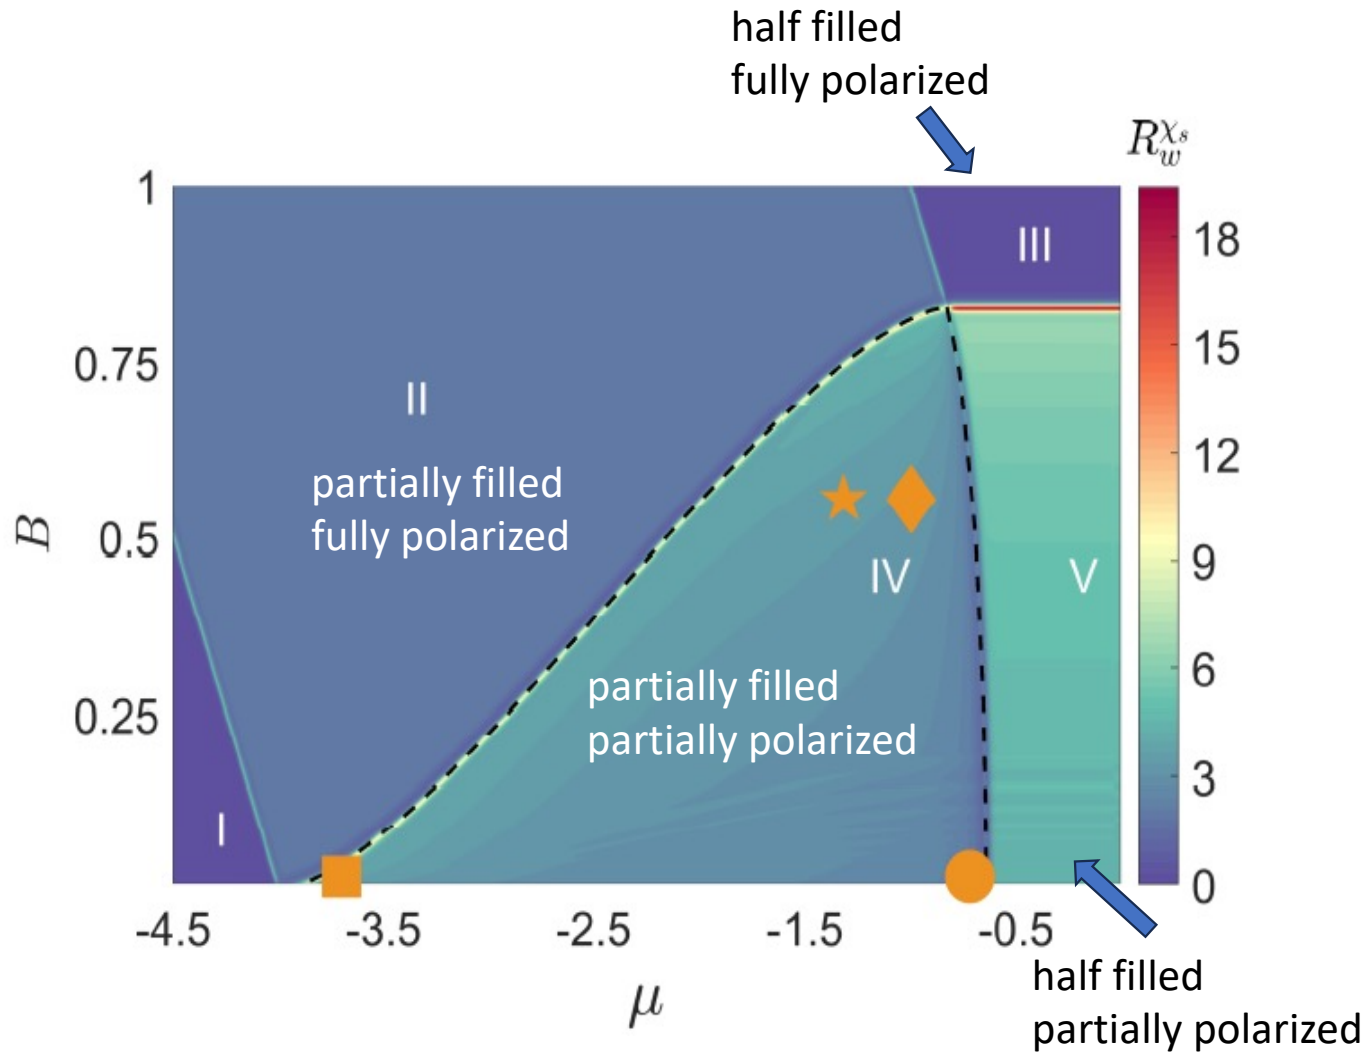 half filled
fully polarized
R_w^{χ_s}
1
0.75
0.5
0.25
B
18
15
12
9
6
3
0
III
II
partially filled
fully polarized
IV
V
partially filled
partially polarized
I
-4.5
-3.5
-2.5
-1.5
-0.5
μ
half filled
partially polarized